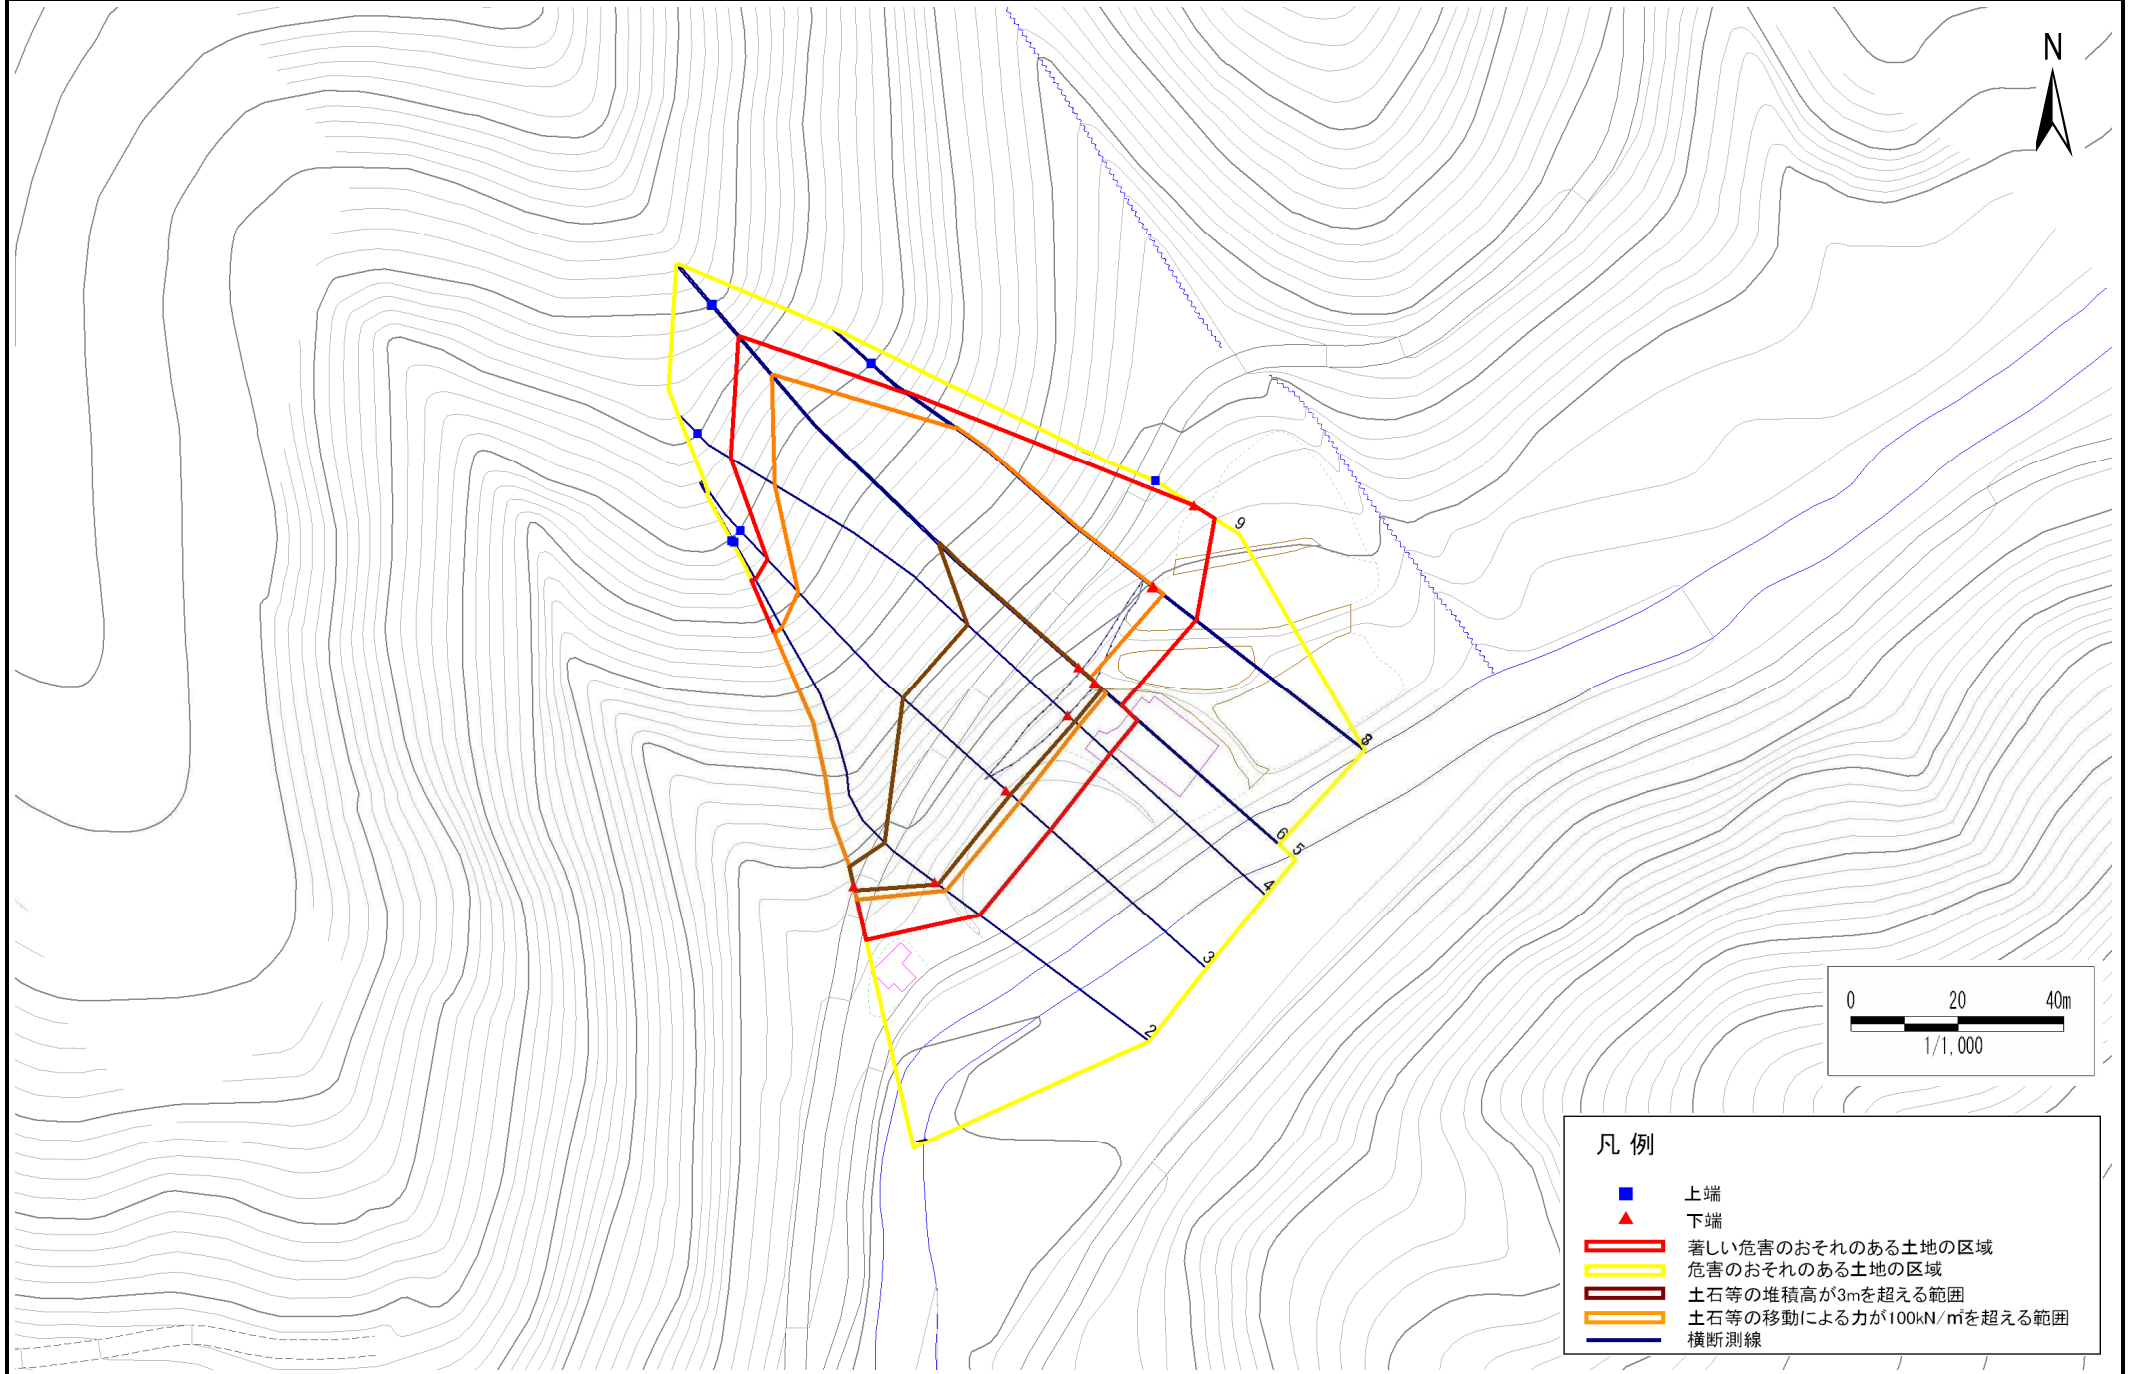 N
9
8
6
5
4
3
2
0 20 40m
1/1,000
凡 例
上端
下端
著しい危害のおそれのある土地の区域
危害のおそれのある土地の区域
土石等の堆積高が3mを超える範囲
土石等の移動による力が100kN/㎡を超える範囲
横断測線